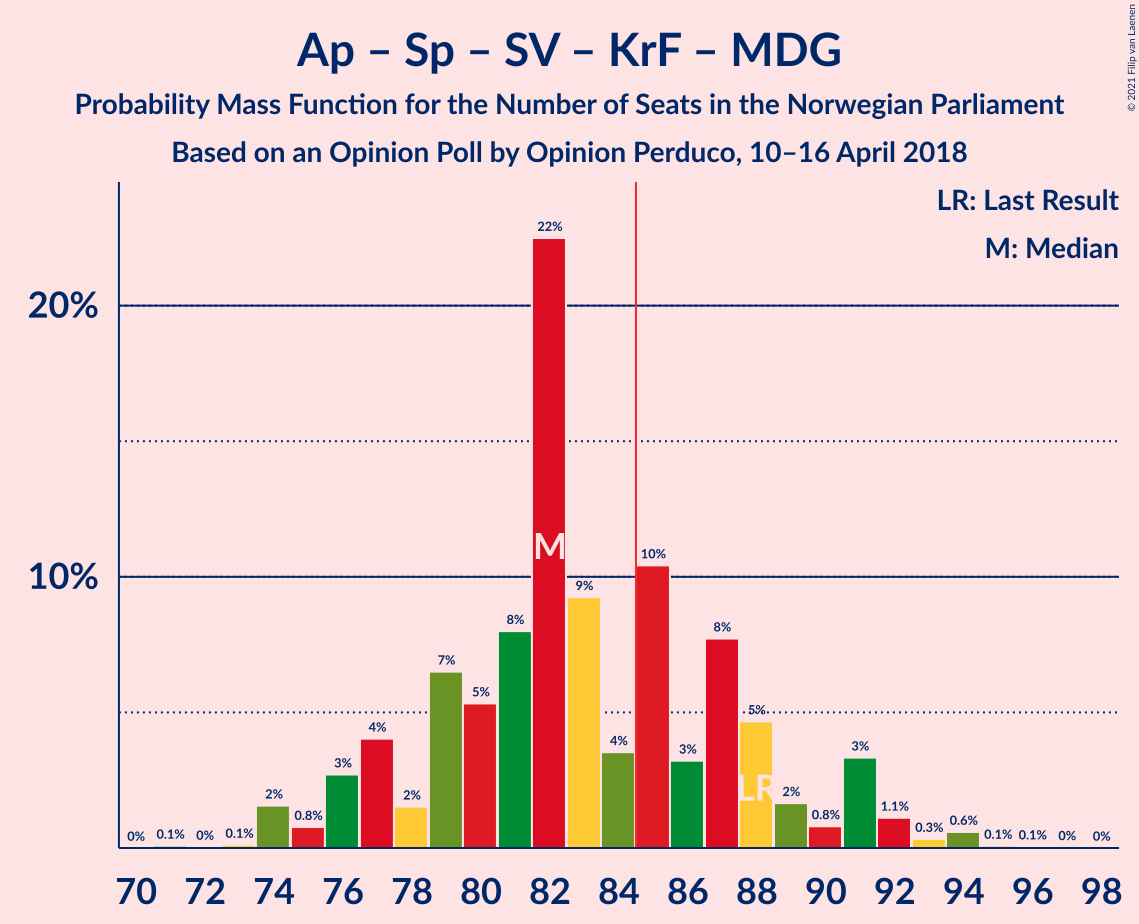 Ap – Sp – SV – KrF – MDG
Probability Mass Function for the Number of Seats in the Norwegian Parliament
Based on an Opinion Poll by Opinion Perduco, 10–16 April 2018
© 2021 Filip van Laenen
LR: Last Result
M: Median
20%
10%
0% 0.1% 0% 0.1% 2% 0.8% 3% 4% 2% 7% 5% 8% 22% 9% 4% 10% 3% 8% 5% 2% 0.8% 3% 1.1% 0.3% 0.6% 0.1% 0.1% 0% 0%
M
LR
70 72 74 76 78 80 82 84 86 88 90 92 94 96 98